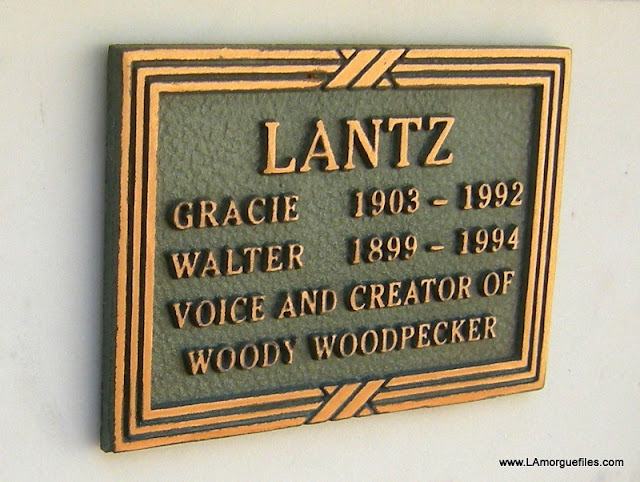 LANTZ
GRACIE 1903 - 1992
WALTER 1899 - 1994
VOICE AND CREATOR OF
WOODY WOODPECKER
www.LAmorguefiles.com